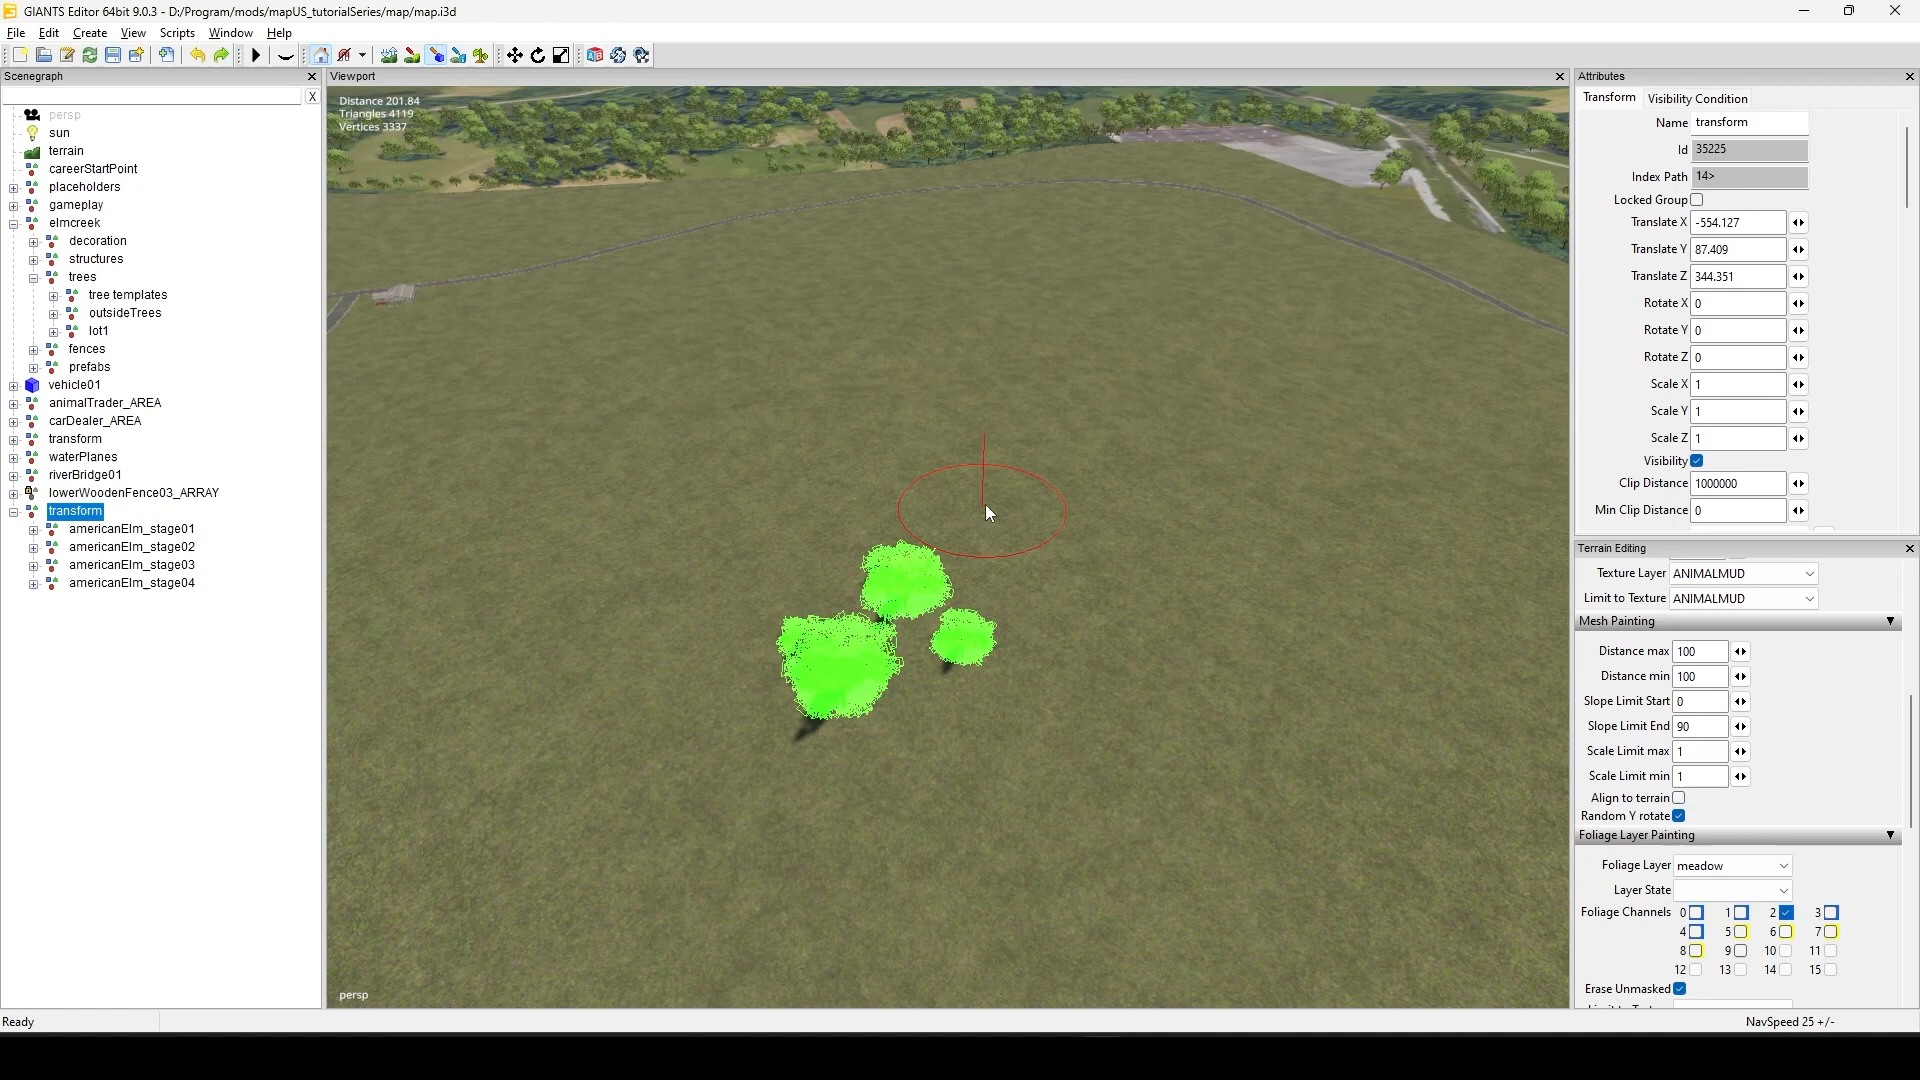 GIANTS Editor 64bit 9.0.3 - D:/Program/mods/mapUS_tutorialSeries/map/map.i3d
File Edit Create View Scripts Window Help
Scenegraph
X
persp
sun
terrain
careerStartPoint
placeholders
gameplay
elmcreek
decoration
structures
trees
tree templates
outsideTrees
lot1
fences
prefabs
vehicle01
animalTrader_AREA
carDealer_AREA
transform
waterPlanes
riverBridge01
lowerWoodenFence03_ARRAY
transform
americanElm_stage01
americanElm_stage02
americanElm_stage03
americanElm_stage04
Viewport
Distance 201.84
Triangles 4119
Vertices 3337
persp
Attributes
Transform Visibility Condition
Name transform
Id 35225
Index Path 14>
Locked Group
Translate X -554.127
Translate Y 87.409
Translate Z 344.351
Rotate X 0
Rotate Y 0
Rotate Z 0
Scale X 1
Scale Y 1
Scale Z 1
Visibility
Clip Distance 1000000
Min Clip Distance 0
Terrain Editing
Texture Layer ANIMALMUD
Limit to Texture ANIMALMUD
Mesh Painting
Distance max 100
Distance min 100
Slope Limit Start 0
Slope Limit End 90
Scale Limit max 1
Scale Limit min 1
Align to terrain
Random Y rotate
Foliage Layer Painting
Foliage Layer meadow
Layer State
Foliage Channels 0 1 2 3
4 5 6 7
8 9 10 11
12 13 14 15
Erase Unmasked
Ready
NavSpeed 25 +/-